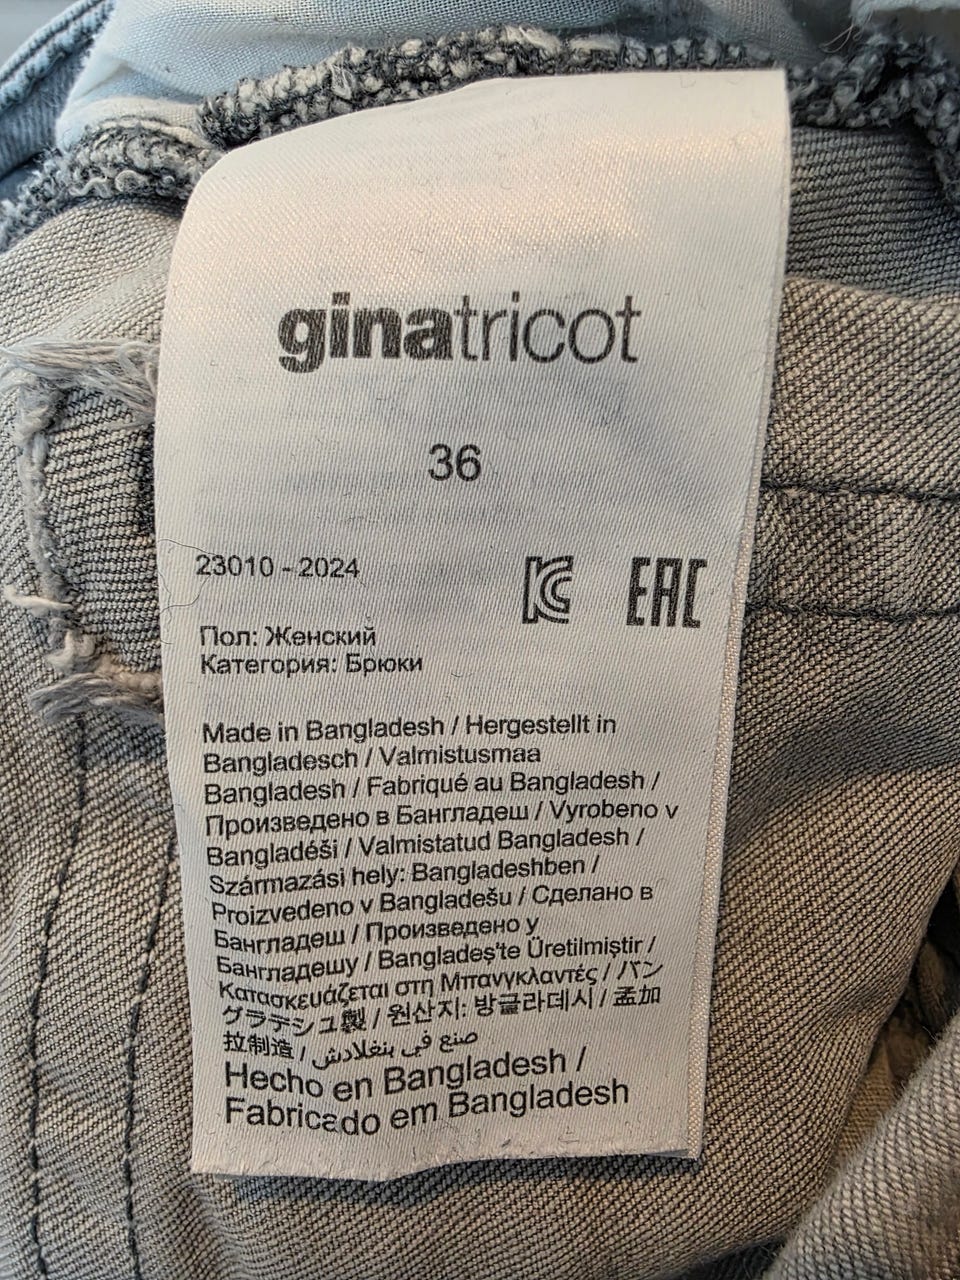 ginatricot
36
23010 - 2024
KC EAC
Пол: Женский
Категория: Брюки
Made in Bangladesh / Hergestellt in
Bangladesch / Valmistusmaa
Bangladesh / Fabriqué au Bangladesh /
Произведено в Бангладеш / Vyrobeno v
Bangladéši / Valmistatud Bangladesh /
Származási hely: Bangladeshben /
Proizvedeno v Bangladešu / Сделано в
Бангладеш / Произведено у
Бангладешу / Bangladeş'te Üretilmiştir /
Κατασκευάζεται στη Μπανγκλαντές / バン
グラデシュ製 / 원산지: 방글라데시 / 孟加
拉制造 / صنع في بنغلادش
Hecho en Bangladesh /
Fabricado em Bangladesh